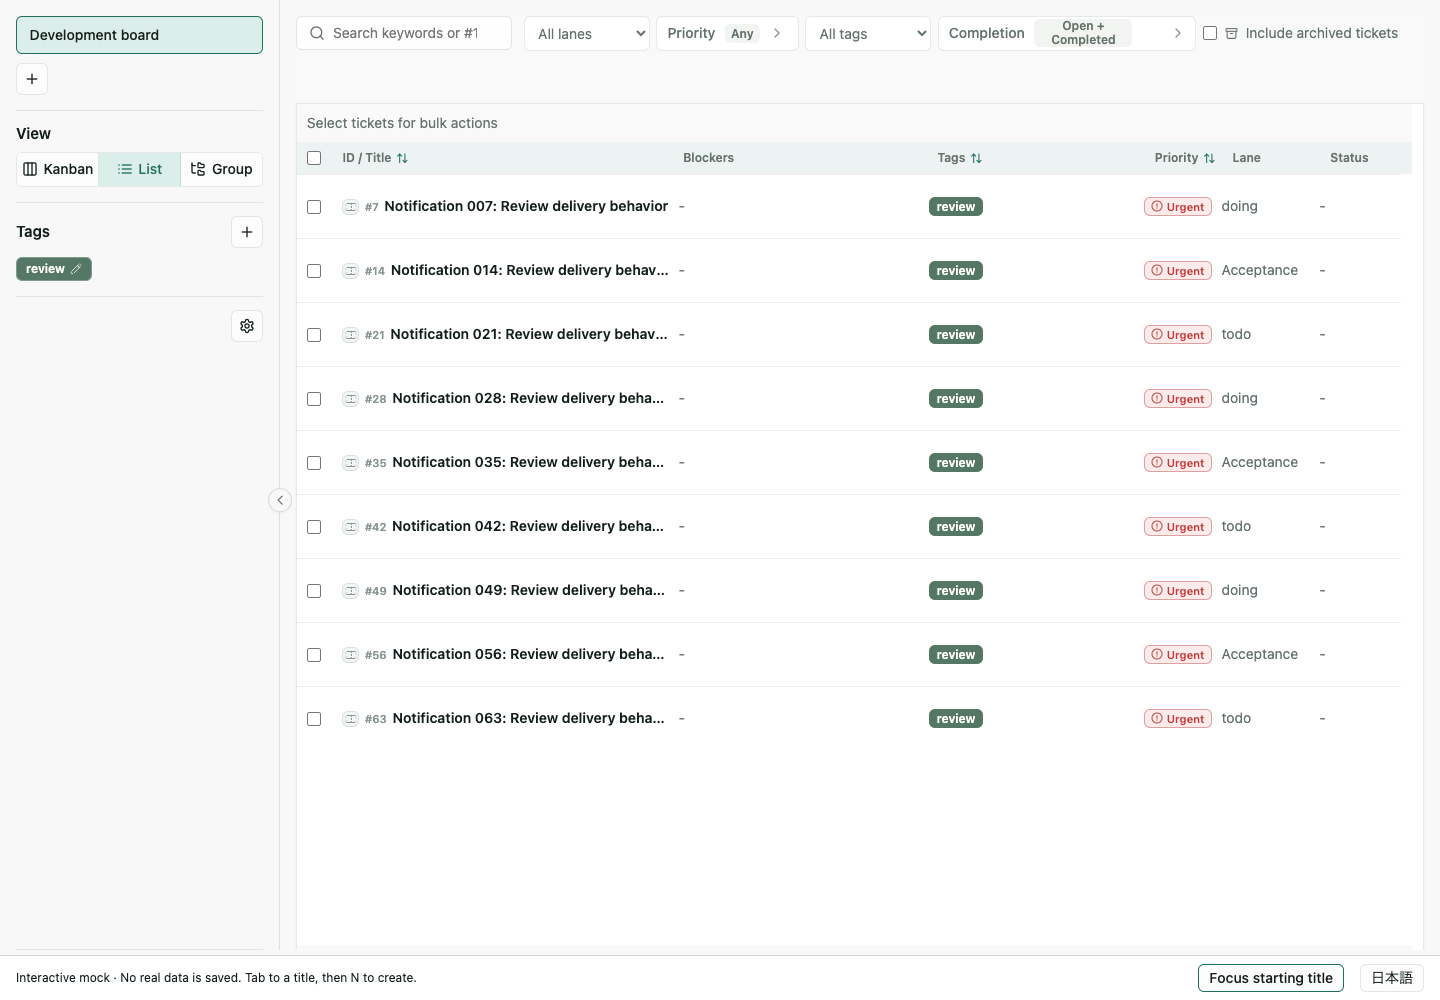 Development board
Search keywords or #1
All lanes
Priority Any
All tags
Completion Open + Completed
Include archived tickets
View
Kanban List Group
Tags
review
Select tickets for bulk actions
ID / Title Blockers Tags Priority Lane Status
#7 Notification 007: Review delivery behavior - review Urgent doing -
#14 Notification 014: Review delivery behav... - review Urgent Acceptance -
#21 Notification 021: Review delivery behav... - review Urgent todo -
#28 Notification 028: Review delivery beha... - review Urgent doing -
#35 Notification 035: Review delivery beha... - review Urgent Acceptance -
#42 Notification 042: Review delivery beha... - review Urgent todo -
#49 Notification 049: Review delivery beha... - review Urgent doing -
#56 Notification 056: Review delivery beha... - review Urgent Acceptance -
#63 Notification 063: Review delivery beha... - review Urgent todo -
Interactive mock · No real data is saved. Tab to a title, then N to create.
Focus starting title
日本語